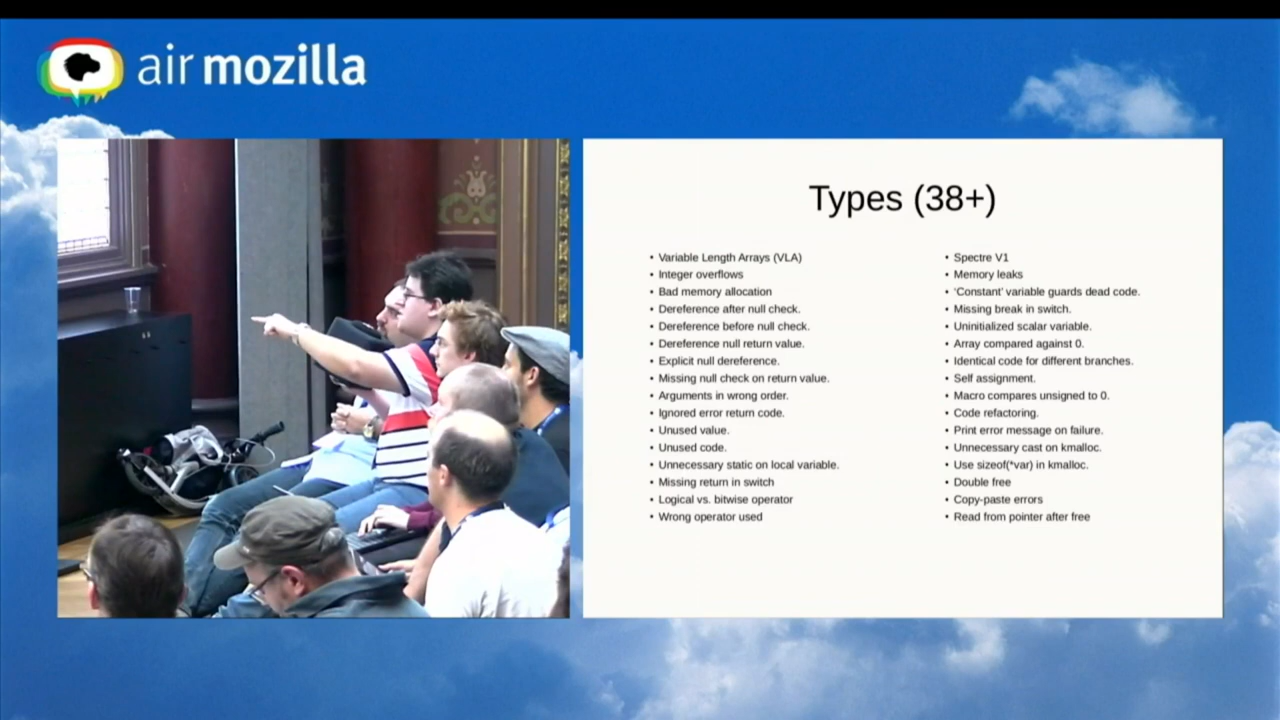 air mozilla
Types (38+)
• Variable Length Arrays (VLA)
• Integer overflows
• Bad memory allocation
• Dereference after null check.
• Dereference before null check.
• Dereference null return value.
• Explicit null dereference.
• Missing null check on return value.
• Arguments in wrong order.
• Ignored error return code.
• Unused value.
• Unused code.
• Unnecessary static on local variable.
• Missing return in switch
• Logical vs. bitwise operator
• Wrong operator used
• Spectre V1
• Memory leaks
• ‘Constant’ variable guards dead code.
• Missing break in switch.
• Uninitialized scalar variable.
• Array compared against 0.
• Identical code for different branches.
• Self assignment.
• Macro compares unsigned to 0.
• Code refactoring.
• Print error message on failure.
• Unnecessary cast on kmalloc.
• Use sizeof(*var) in kmalloc.
• Double free
• Copy-paste errors
• Read from pointer after free